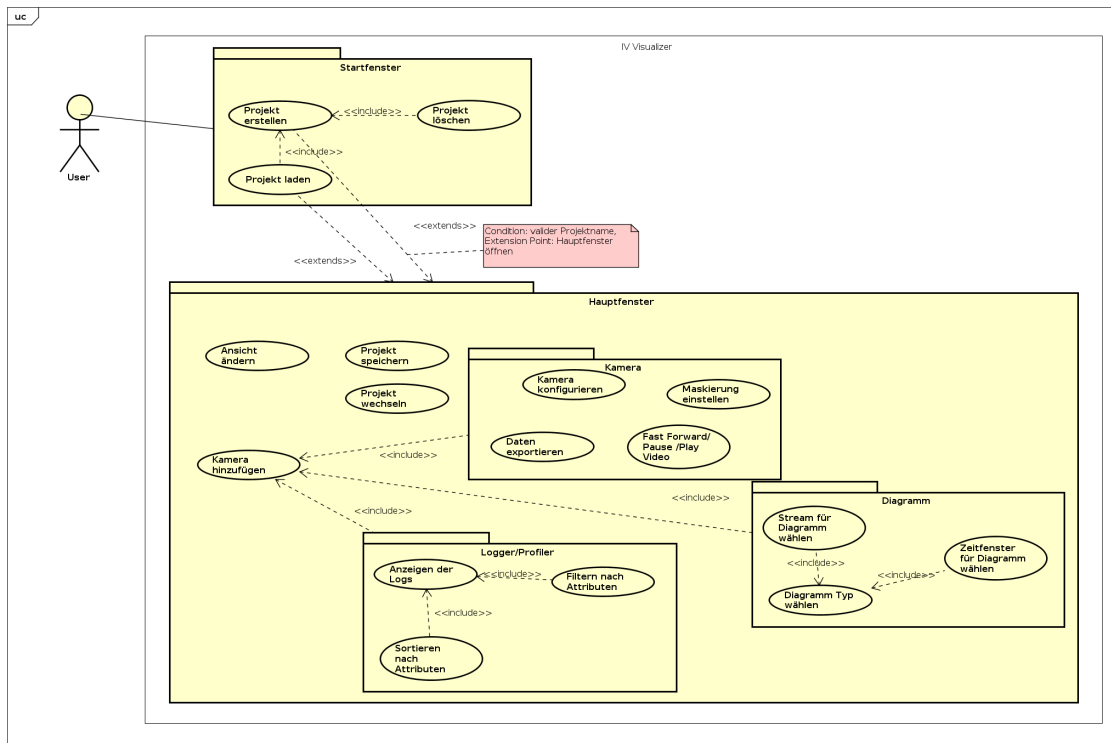 uc
IV Visualizer
Startfenster
Projekt
erstellen
<<include>>
Projekt
löschen
<<include>>
Projekt laden
User
<<extends>>
<<extends>>
Condition: valider Projektname,
Extension Point: Hauptfenster
öffnen
Hauptfenster
Ansicht
ändern
Projekt
speichern
Projekt
wechseln
Kamera
Kamera
konfigurieren
Maskierung
einstellen
Daten
exportieren
Fast Forward/
Pause /Play
Video
Kamera
hinzufügen
<<include>>
<<include>>
<<include>>
Diagramm
Stream für
Diagramm
wählen
<<include>>
Zeitfenster
für Diagramm
wählen
<<include>>
Diagramm Typ
wählen
Logger/Profiler
Anzeigen der
Logs
<<include>>
Filtern nach
Attributen
<<include>>
Sortieren
nach
Attributen